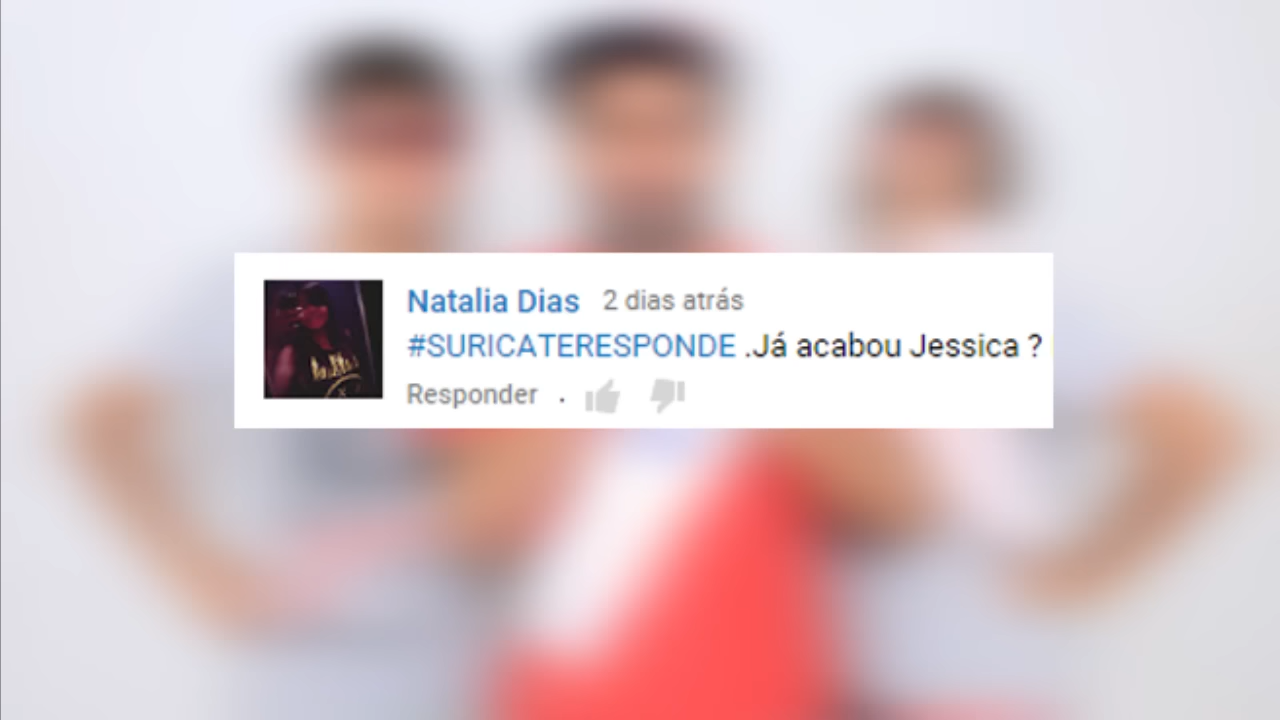 Natalia Dias 2 dias atrás
#SURICATERESPONDE .Já acabou Jessica ?
Responder .